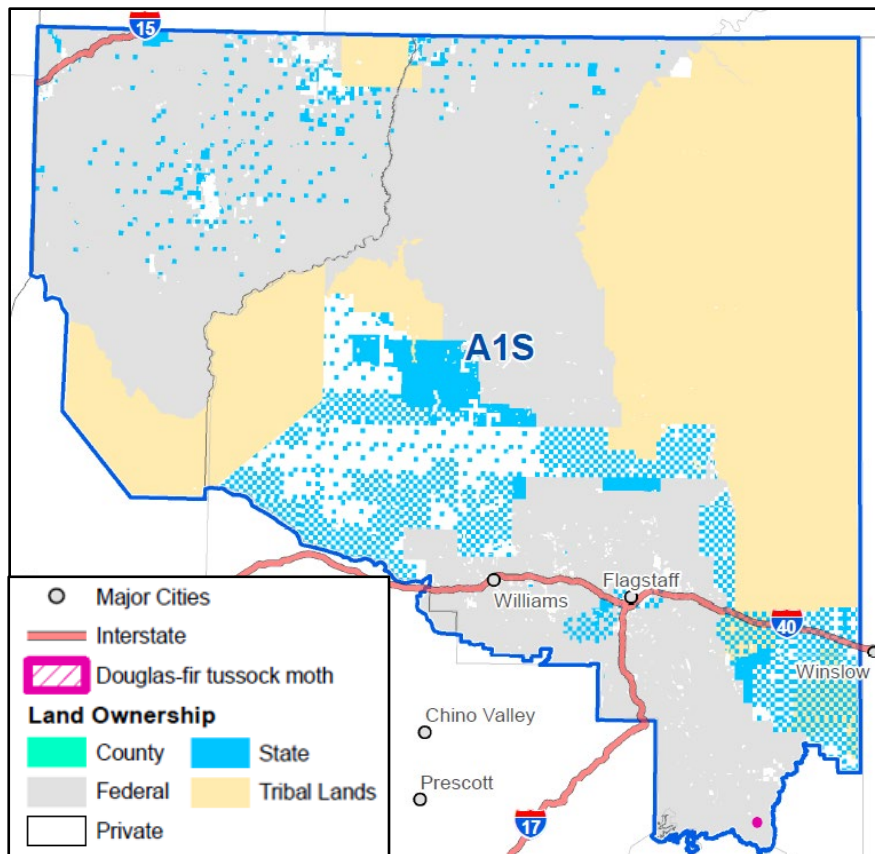 15
A1S
Williams
Flagstaff
40
Winslow
Chino Valley
Prescott
17
Major Cities
Interstate
Douglas-fir tussock moth
Land Ownership
County
State
Federal
Tribal Lands
Private